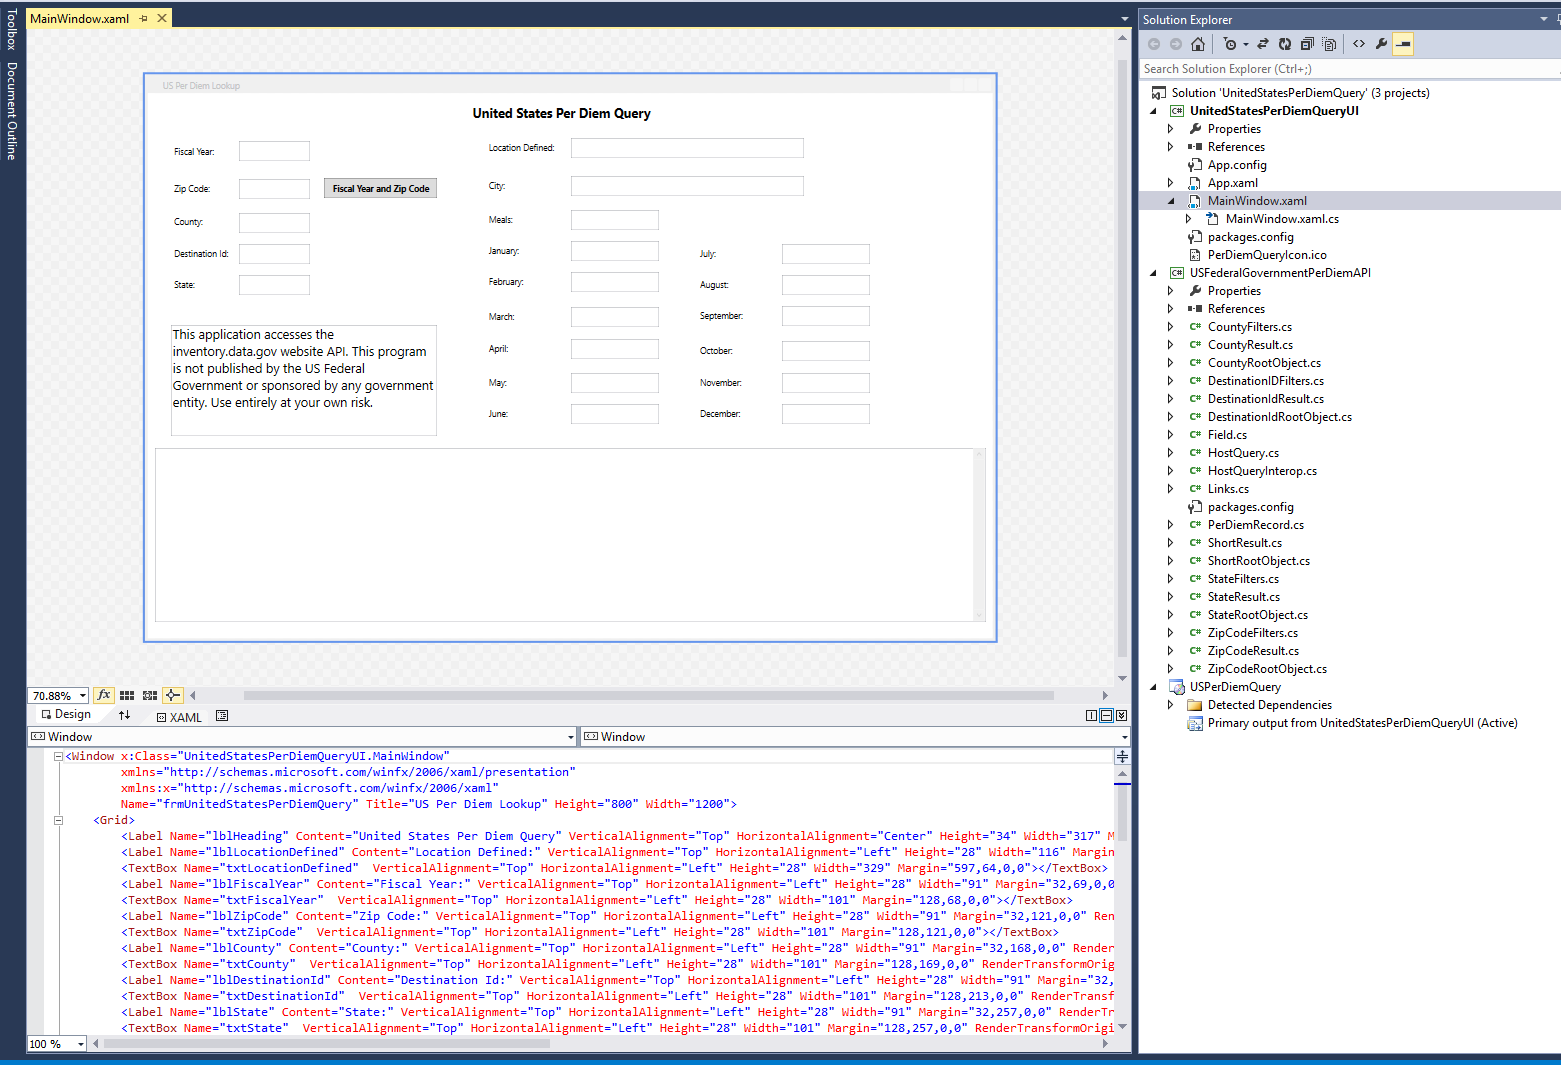 Toolbox
Document Outline
MainWindow.xaml
US Per Diem Lookup
United States Per Diem Query
Fiscal Year:
Zip Code:
Fiscal Year and Zip Code
County:
Destination Id:
State:
This application accesses the
inventory.data.gov website API. This program
is not published by the US Federal
Government or sponsored by any government
entity. Use entirely at your own risk.
Location Defined:
City:
Meals:
January:
February:
March:
April:
May:
June:
July:
August:
September:
October:
November:
December:
70.88%
fx
Design
XAML
Window
Window
<Window x:Class="UnitedStatesPerDiemQueryUI.MainWindow"
xmlns="http://schemas.microsoft.com/winfx/2006/xaml/presentation"
xmlns:x="http://schemas.microsoft.com/winfx/2006/xaml"
Name="frmUnitedStatesPerDiemQuery" Title="US Per Diem Lookup" Height="800" Width="1200">
<Grid>
<Label Name="lblHeading" Content="United States Per Diem Query" VerticalAlignment="Top" HorizontalAlignment="Center" Height="34" Width="317" M
<Label Name="lblLocationDefined" Content="Location Defined:" VerticalAlignment="Top" HorizontalAlignment="Left" Height="28" Width="116" Margin
<TextBox Name="txtLocationDefined"  VerticalAlignment="Top" HorizontalAlignment="Left" Height="28" Width="329" Margin="597,64,0,0"></TextBox>
<Label Name="lblFiscalYear" Content="Fiscal Year:" VerticalAlignment="Top" HorizontalAlignment="Left" Height="28" Width="91" Margin="32,69,0,0
<TextBox Name="txtFiscalYear"  VerticalAlignment="Top" HorizontalAlignment="Left" Height="28" Width="101" Margin="128,68,0,0"></TextBox>
<Label Name="lblZipCode" Content="Zip Code:" VerticalAlignment="Top" HorizontalAlignment="Left" Height="28" Width="91" Margin="32,121,0,0" Ren
<TextBox Name="txtZipCode"  VerticalAlignment="Top" HorizontalAlignment="Left" Height="28" Width="101" Margin="128,121,0,0"></TextBox>
<Label Name="lblCounty" Content="County:" VerticalAlignment="Top" HorizontalAlignment="Left" Height="28" Width="91" Margin="32,168,0,0" Render
<TextBox Name="txtCounty"  VerticalAlignment="Top" HorizontalAlignment="Left" Height="28" Width="101" Margin="128,169,0,0" RenderTransformOrig
<Label Name="lblDestinationId" Content="Destination Id:" VerticalAlignment="Top" HorizontalAlignment="Left" Height="28" Width="91" Margin="32,
<TextBox Name="txtDestinationId"  VerticalAlignment="Top" HorizontalAlignment="Left" Height="28" Width="101" Margin="128,213,0,0" RenderTransf
<Label Name="lblState" Content="State:" VerticalAlignment="Top" HorizontalAlignment="Left" Height="28" Width="91" Margin="32,257,0,0" RenderTr
<TextBox Name="txtState"  VerticalAlignment="Top" HorizontalAlignment="Left" Height="28" Width="101" Margin="128,257,0,0" RenderTransformOrigi
100 %
Solution Explorer
Search Solution Explorer (Ctrl+;)
Solution 'UnitedStatesPerDiemQuery' (3 projects)
C# UnitedStatesPerDiemQueryUI
Properties
References
App.config
App.xaml
MainWindow.xaml
MainWindow.xaml.cs
packages.config
PerDiemQueryIcon.ico
C# USFederalGovernmentPerDiemAPI
Properties
References
C# CountyFilters.cs
C# CountyResult.cs
C# CountyRootObject.cs
C# DestinationIDFilters.cs
C# DestinationIdResult.cs
C# DestinationIdRootObject.cs
C# Field.cs
C# HostQuery.cs
C# HostQueryInterop.cs
C# Links.cs
packages.config
C# PerDiemRecord.cs
C# ShortResult.cs
C# ShortRootObject.cs
C# StateFilters.cs
C# StateResult.cs
C# StateRootObject.cs
C# ZipCodeFilters.cs
C# ZipCodeResult.cs
C# ZipCodeRootObject.cs
USPerDiemQuery
Detected Dependencies
Primary output from UnitedStatesPerDiemQueryUI (Active)